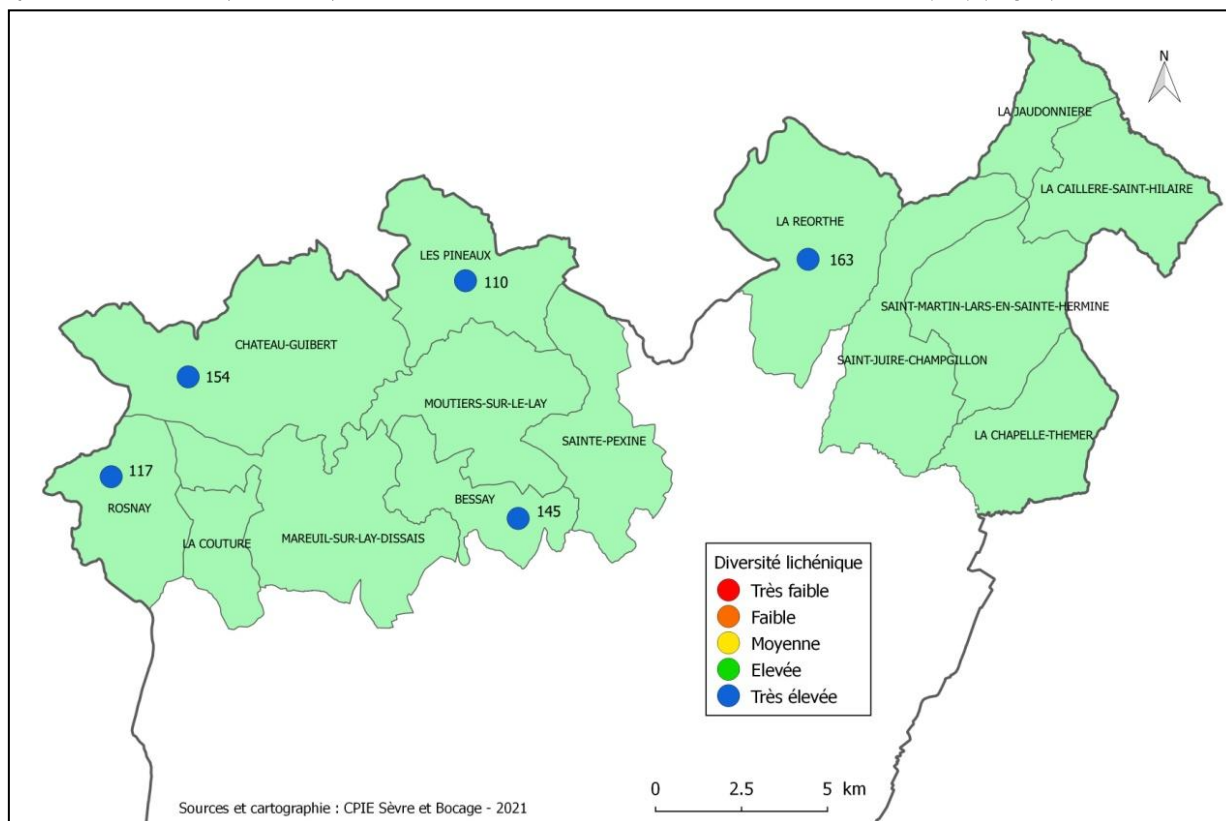 N
LA JAUDONNIERE
LA CAILLERE-SAINT-HILAIRE
LA REORTHE
163
LES PINEAUX
110
SAINT-MARTIN-LARS-EN-SAINTE-HERMINE
CHATEAU-GUIBERT
SAINT-JUIRE-CHAMPGILLON
154
MOUTIERS-SUR-LE-LAY
SAINTE-PEXINE
LA CHAPELLE-THEMER
117
ROSNAY
BESSAY
145
LA COUTURE
MAREUIL-SUR-LAY-DISSAIS
Diversité lichénique
Très faible
Faible
Moyenne
Elevée
Très élevée
0 2.5 5 km
Sources et cartographie : CPIE Sèvre et Bocage - 2021